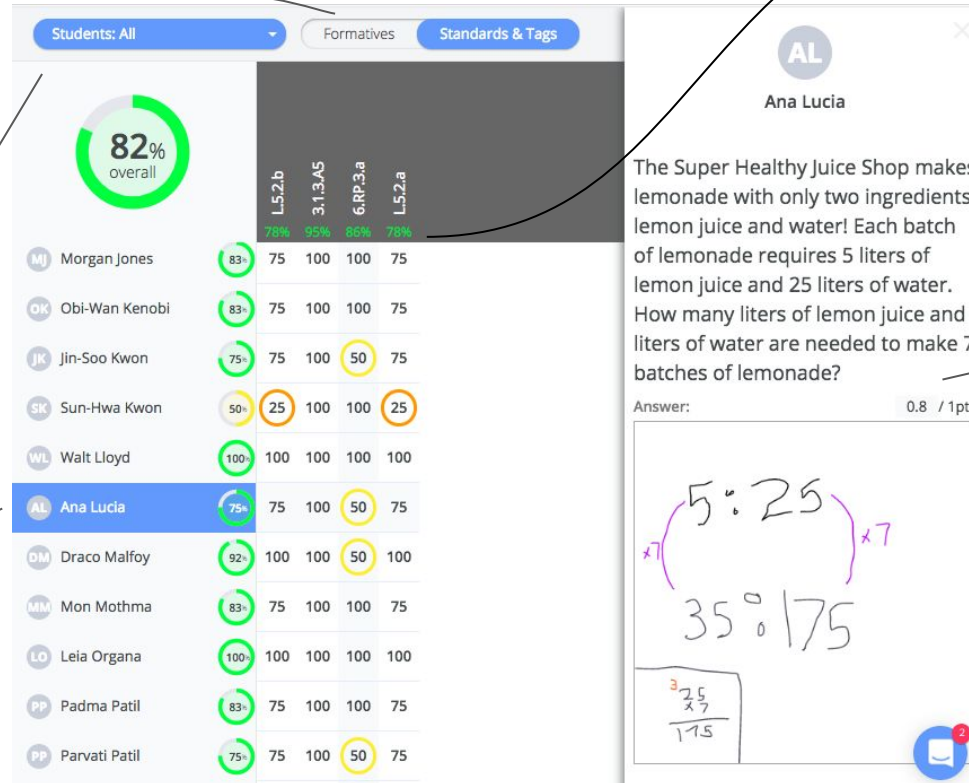 Students: All
Formatives
Standards & Tags
82%
overall
L.5.2.b
3.1.3.A5
6.RP.3.a
L.5.2.a
78% 95% 86% 78%
MJ Morgan Jones 83% 75 100 100 75
OK Obi-Wan Kenobi 83% 75 100 100 75
JK Jin-Soo Kwon 75% 75 100 50 75
SK Sun-Hwa Kwon 50% 25 100 100 25
WL Walt Lloyd 100% 100 100 100 100
AL Ana Lucia 75% 75 100 50 75
DM Draco Malfoy 92% 100 100 50 100
MM Mon Mothma 83% 75 100 100 75
LO Leia Organa 100% 100 100 100 100
PP Padma Patil 83% 75 100 100 75
PP Parvati Patil 75% 75 100 50 75
AL
Ana Lucia
The Super Healthy Juice Shop makes
lemonade with only two ingredients
lemon juice and water! Each batch
of lemonade requires 5 liters of
lemon juice and 25 liters of water.
How many liters of lemon juice and
liters of water are needed to make 7
batches of lemonade?
Answer: 0.8 / 1pt
5:25
x7 x7
35:175
3
25
x 7
175
2